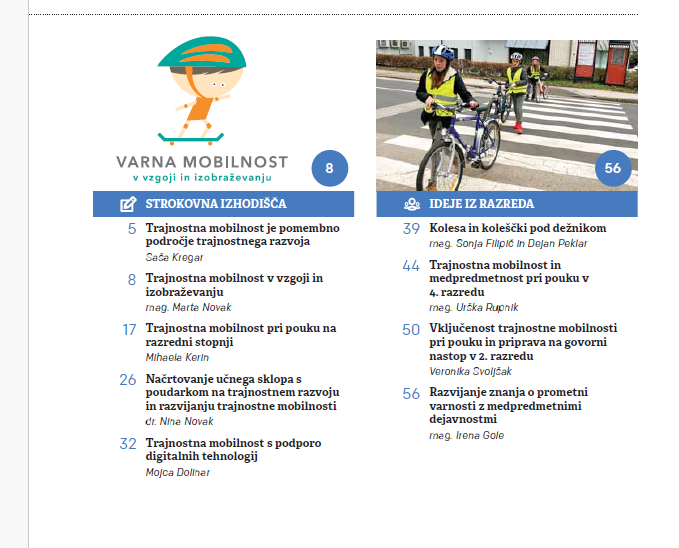 VARNA MOBILNOST
v vzgoji in izobraževanju
8
STROKOVNA IZHODIŠČA
5 Trajnostna mobilnost je pomembno
področje trajnostnega razvoja
Saša Kregar
8 Trajnostna mobilnost v vzgoji in
izobraževanju
mag. Marta Novak
17 Trajnostna mobilnost pri pouku na
razredni stopnji
Mihaela Kerin
26 Načrtovanje učnega sklopa s
poudarkom na trajnostnem razvoju
in razvijanju trajnostne mobilnosti
dr. Nina Novak
32 Trajnostna mobilnost s podporo
digitalnih tehnologij
Mojca Dolinar
56
IDEJE IZ RAZREDA
39 Kolesa in koleščki pod dežnikom
mag. Sonja Filipič in Dejan Peklar
44 Trajnostna mobilnost in
medpredmetnost pri pouku v
4. razredu
mag. Urška Rupnik
50 Vključenost trajnostne mobilnosti
pri pouku in priprava na govorni
nastop v 2. razredu
Veronika Svoljšak
56 Razvijanje znanja o prometni
varnosti z medpredmetnimi
dejavnostmi
mag. Irena Gole